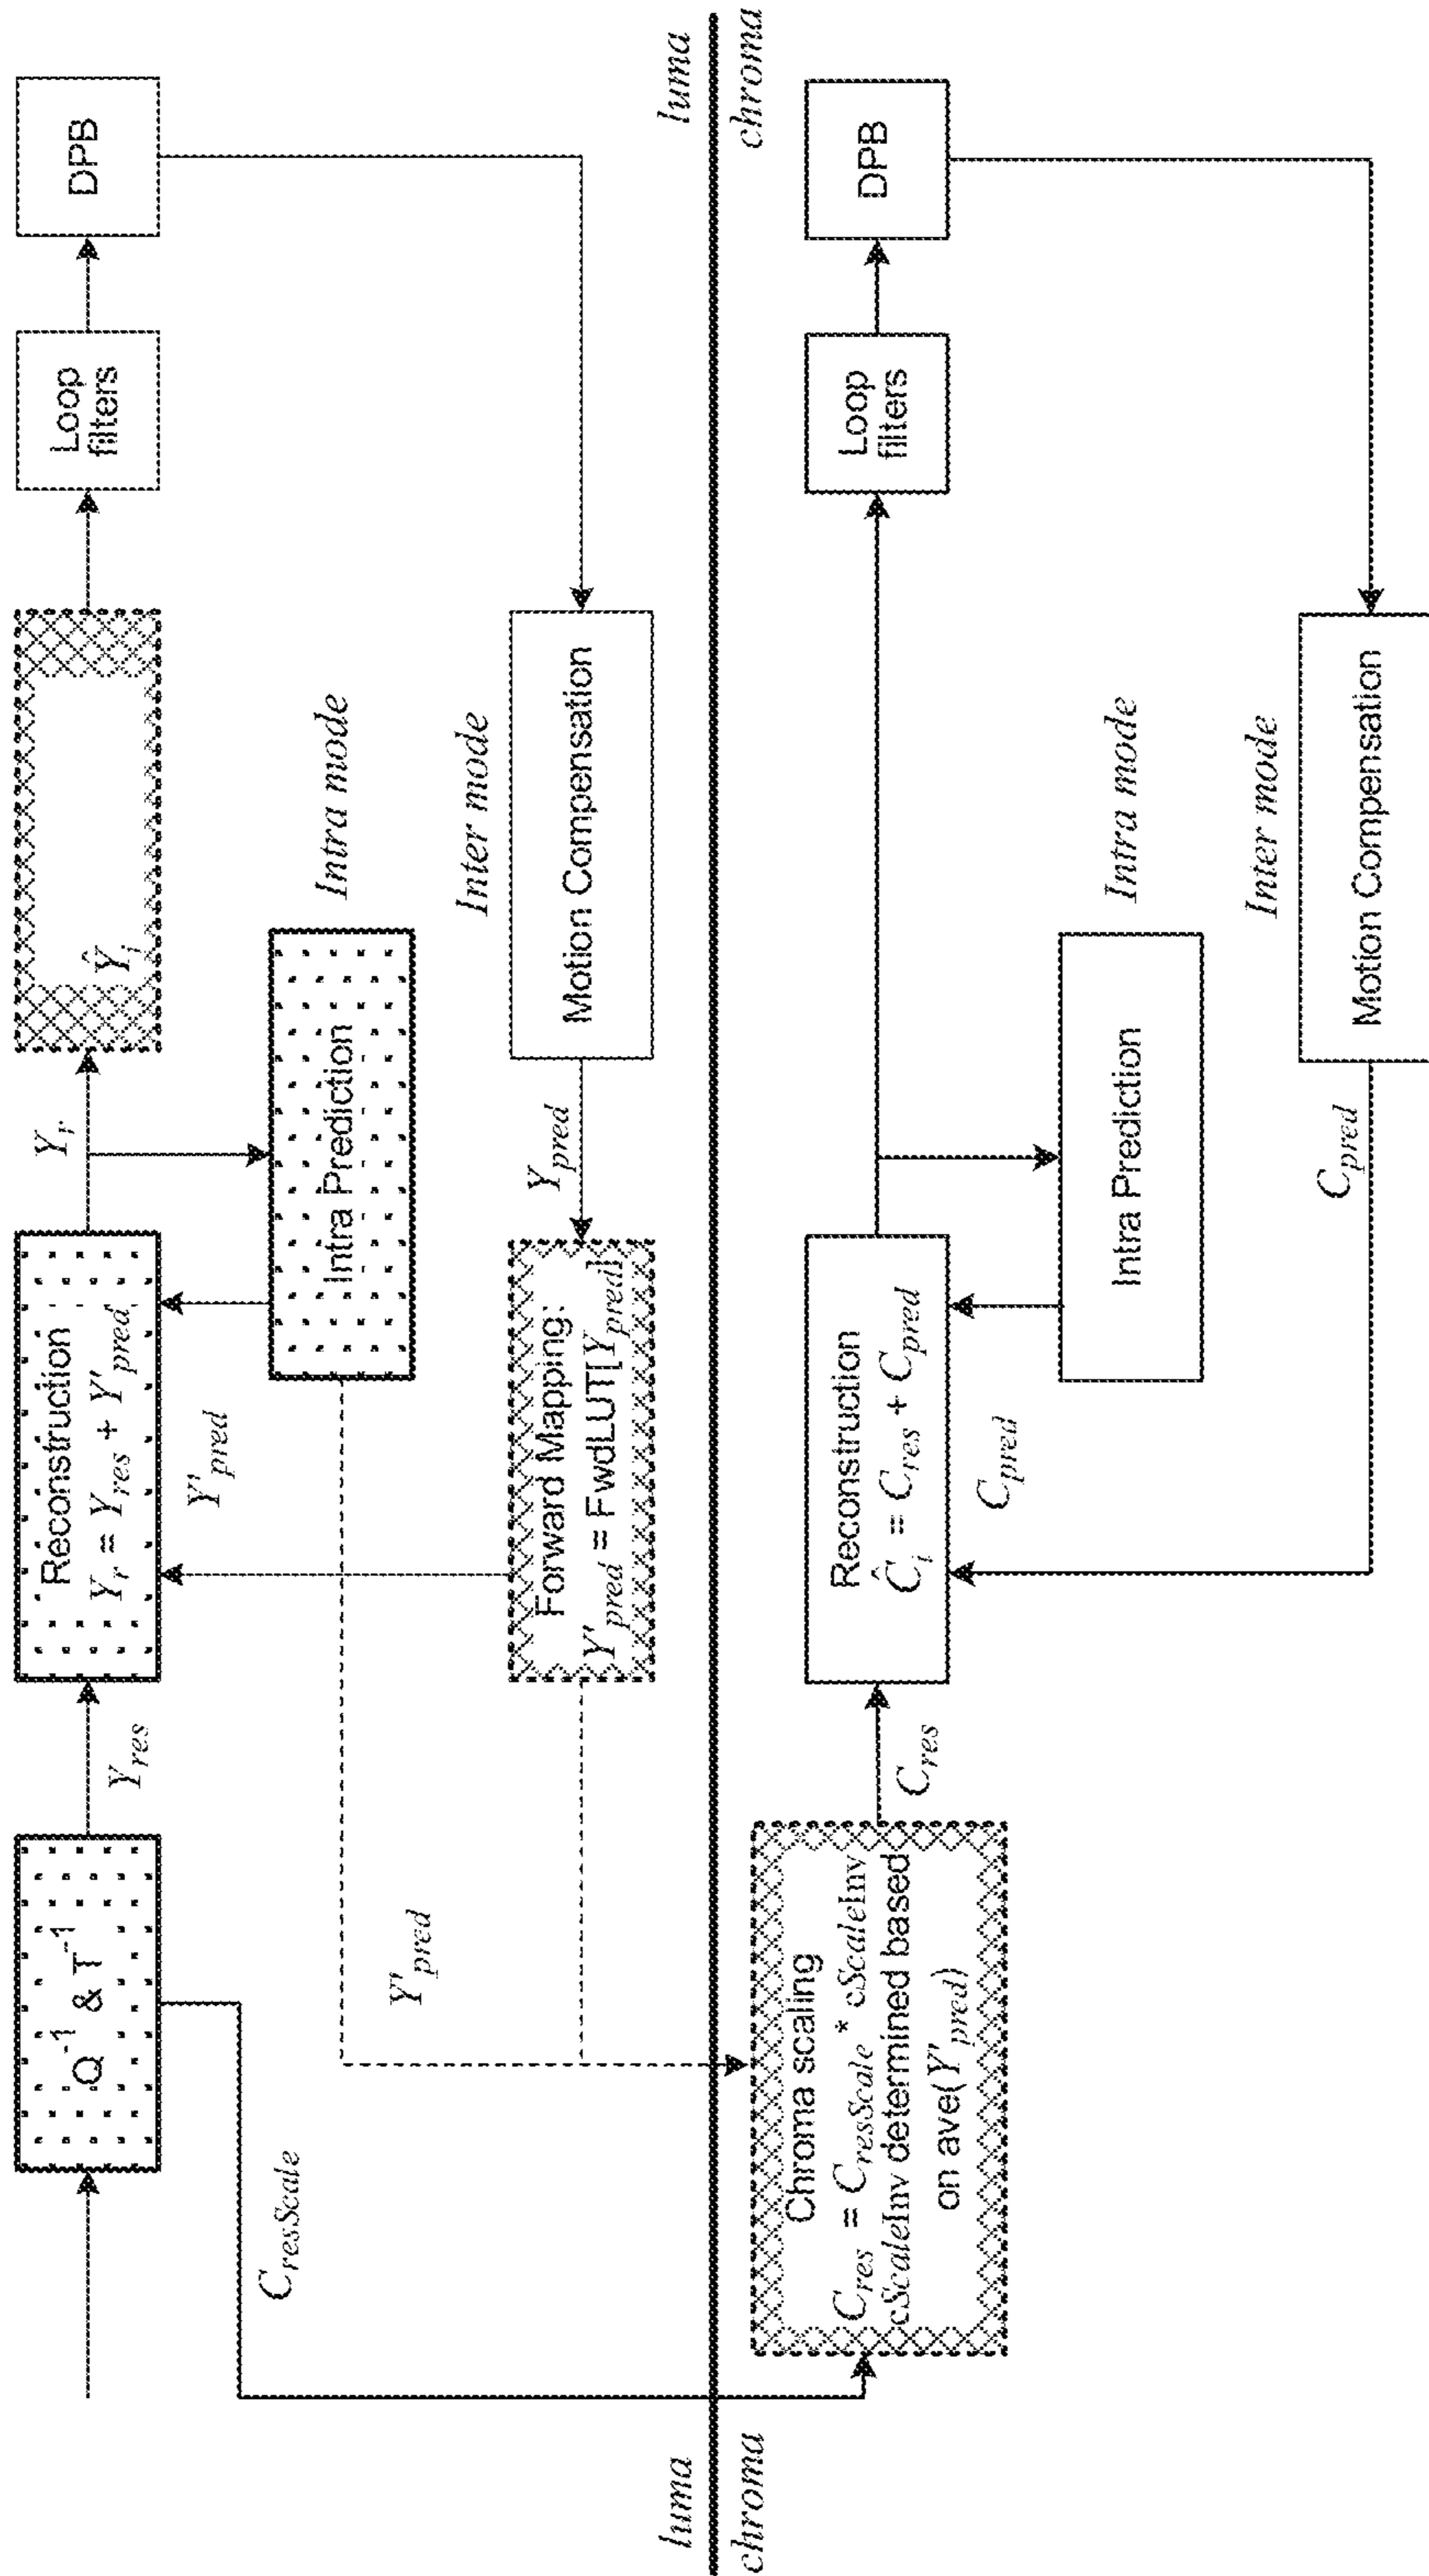 Q⁻¹ & T⁻¹
Y_res
Reconstruction
Y_r = Y_res + Y'_pred
Y_r
Ŷ_i
Loop
filters
DPB
Y'_pred
Intra Prediction
Intra mode
Y'_pred
C_resScale
Forward Mapping:
Y'_pred = FwdLUT[Y_pred]
Y_pred
Inter mode
Motion Compensation
luma
luma
chroma
chroma
Chroma scaling
C_res = C_resScale * cScaleInv
cScaleInv determined based
on ave(Y'_pred)
C_res
Reconstruction
Ĉ_i = C_res + C_pred
Loop
filters
DPB
C_pred
Intra Prediction
Intra mode
C_pred
Inter mode
Motion Compensation